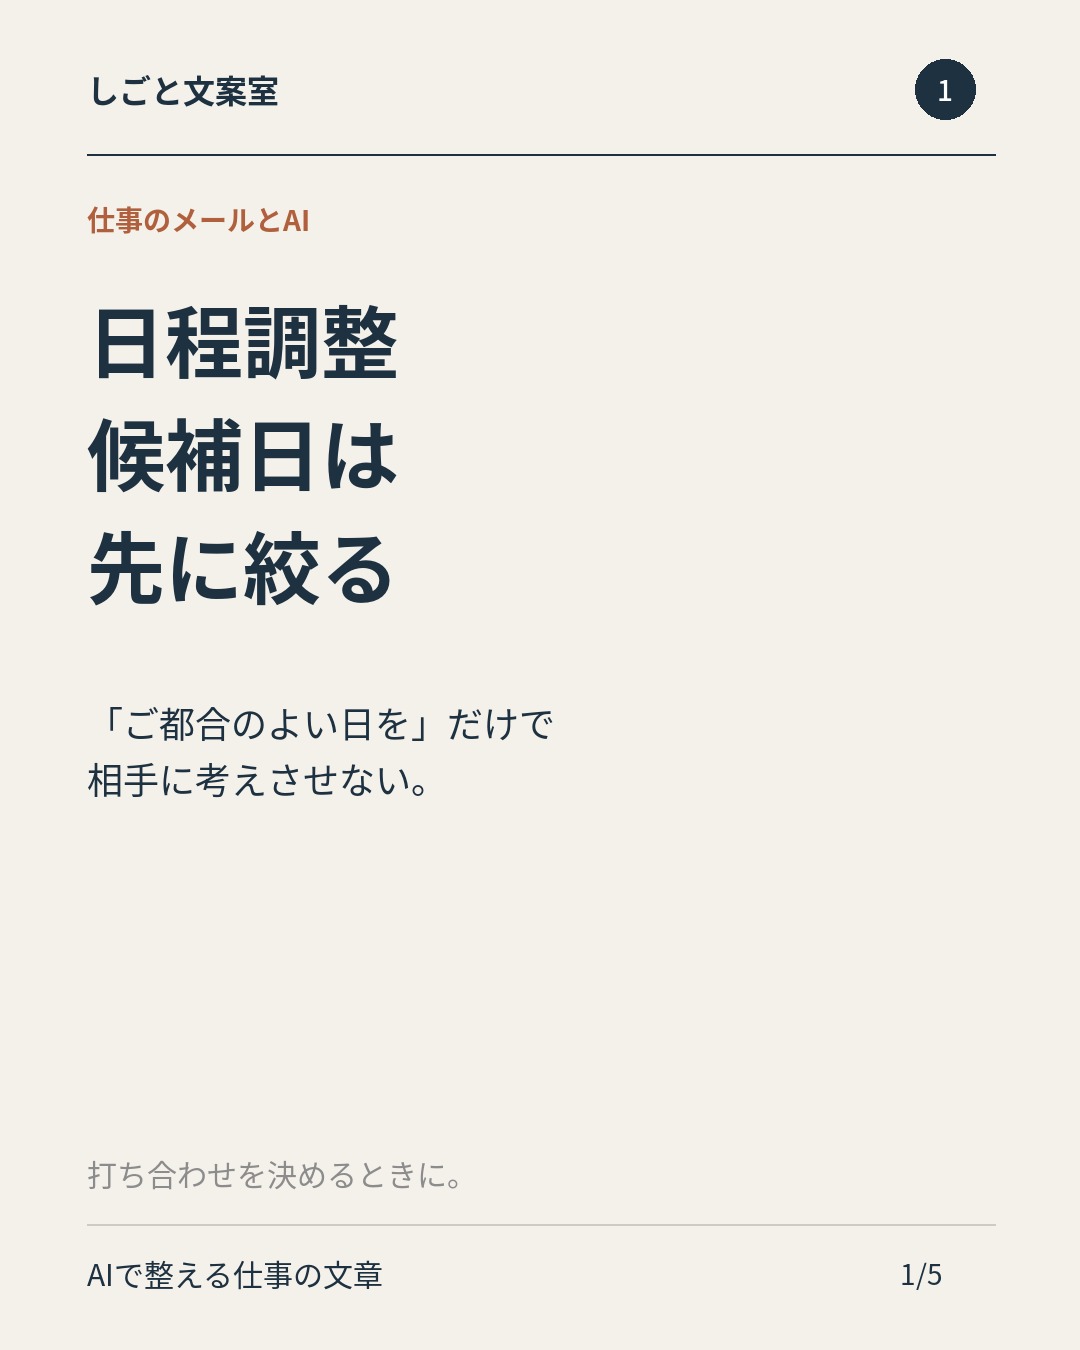 しごと文案室
1
仕事のメールとAI
日程調整
候補日は
先に絞る
「ご都合のよい日を」だけで
相手に考えさせない。
打ち合わせを決めるときに。
AIで整える仕事の文章
1/5